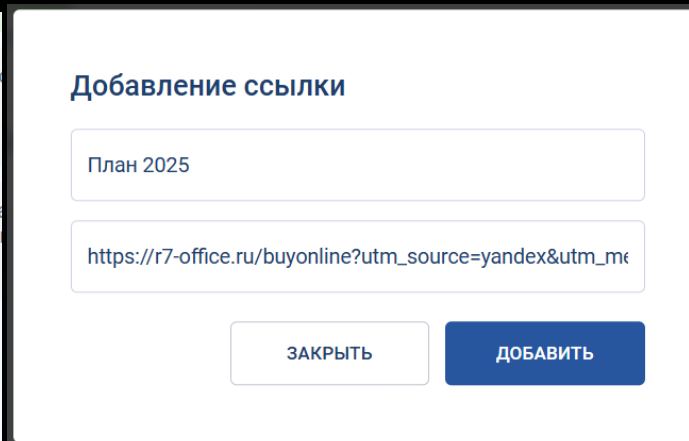 Добавление ссылки
План 2025
https://r7-office.ru/buyonline?utm_source=yandex&utm_me
ЗАКРЫТЬ
ДОБАВИТЬ